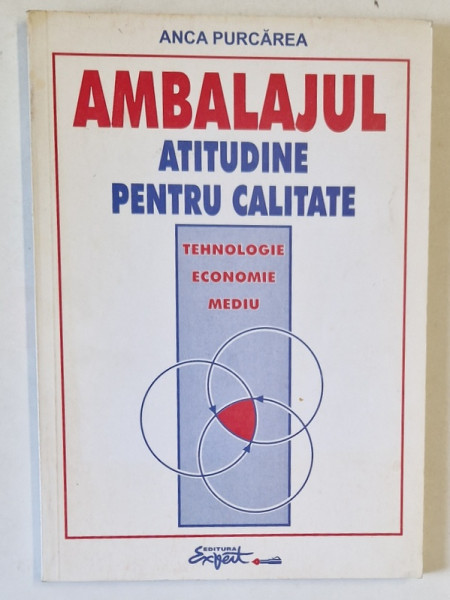 ANCA PURCĂREA
AMBALAJUL
ATITUDINE
PENTRU CALITATE
TEHNOLOGIE
ECONOMIE
MEDIU
EDITURA
Expert